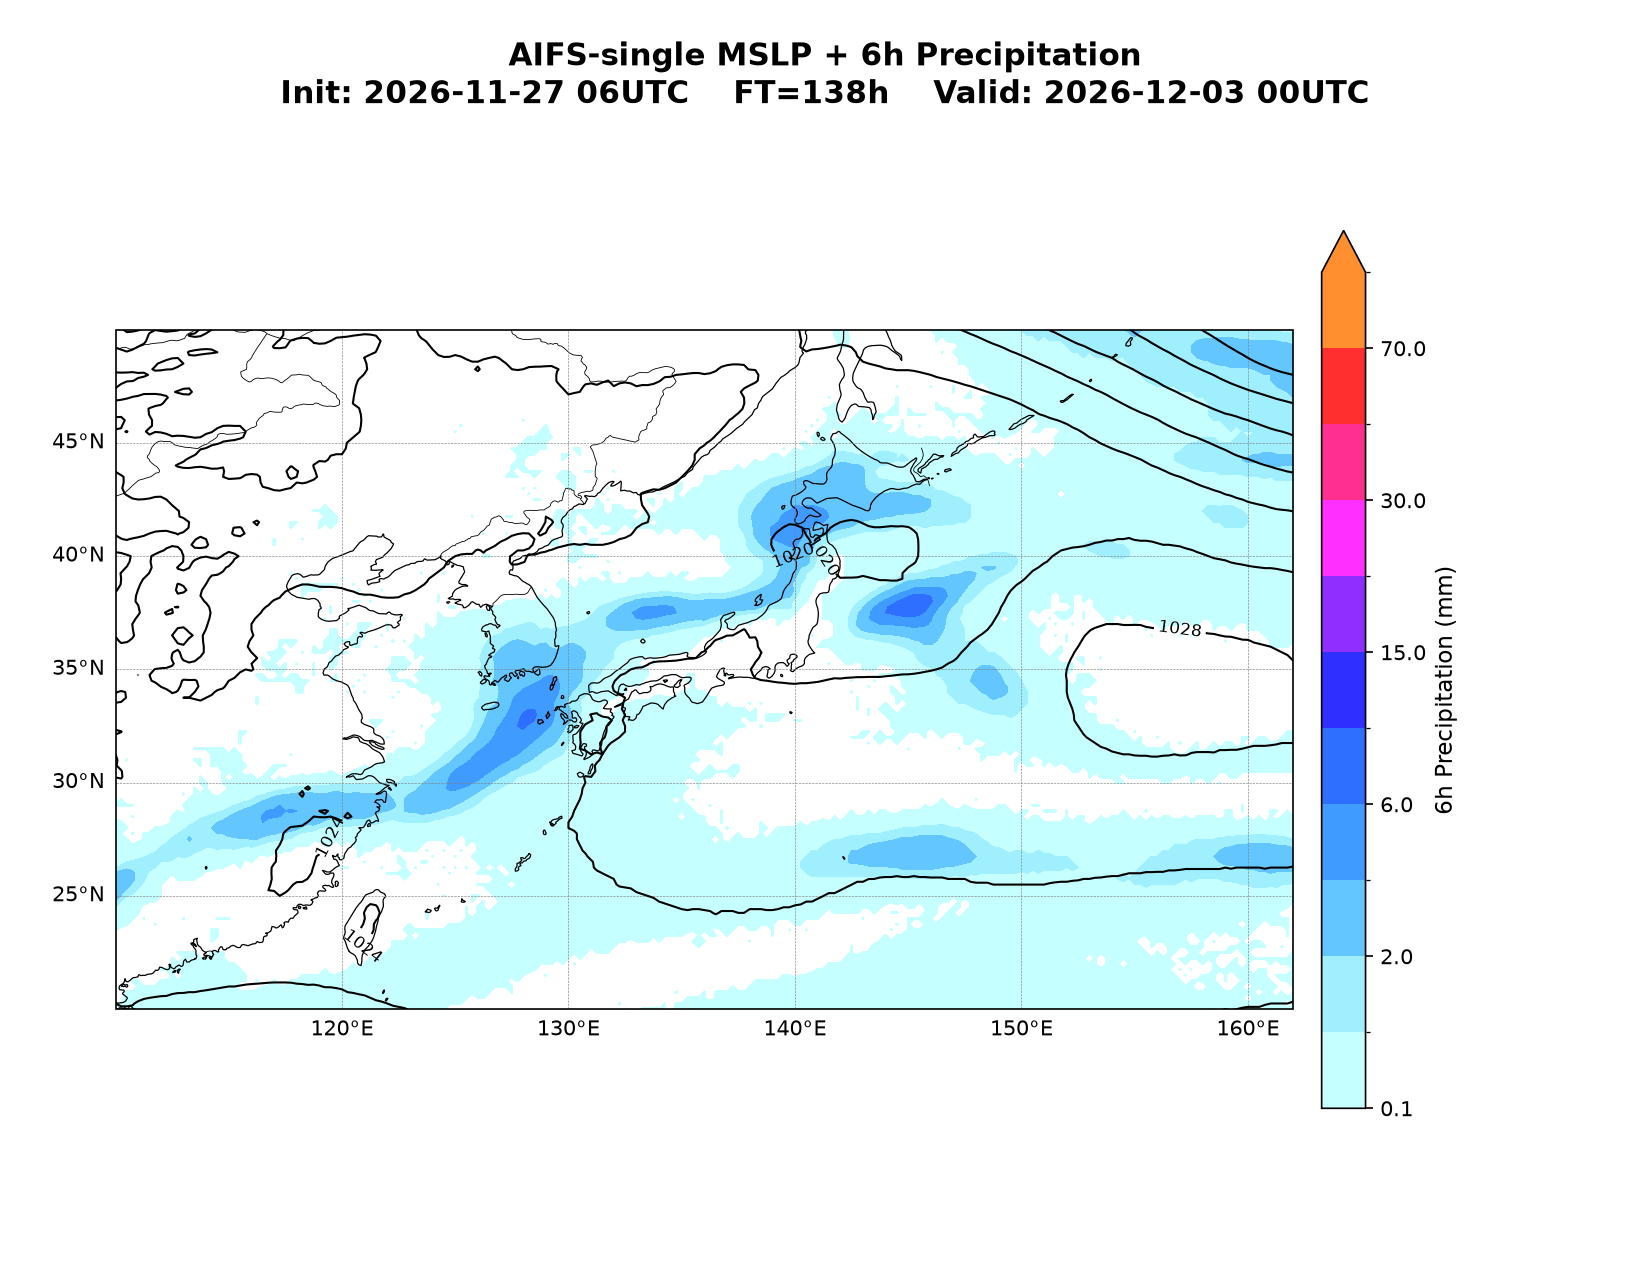 AIFS-single MSLP + 6h Precipitation
Init: 2026-11-27 06UTC    FT=138h    Valid: 2026-12-03 00UTC
70.0
30.0
15.0
6.0
2.0
0.1
6h Precipitation (mm)
45°N
40°N
35°N
30°N
25°N
120°E
130°E
140°E
150°E
160°E
1020
1028
1024
1024